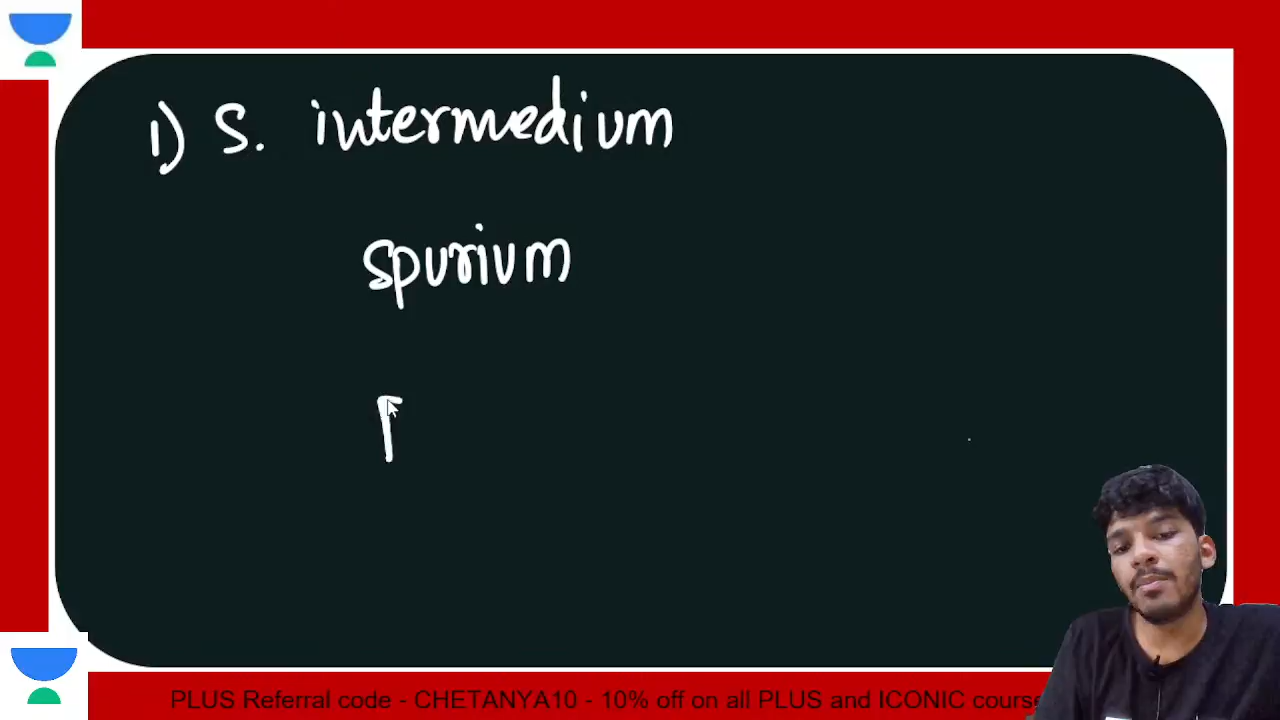 1) S. intermedium
spurium
PLUS Referral code - CHETANYA10 - 10% off on all PLUS and ICONIC course